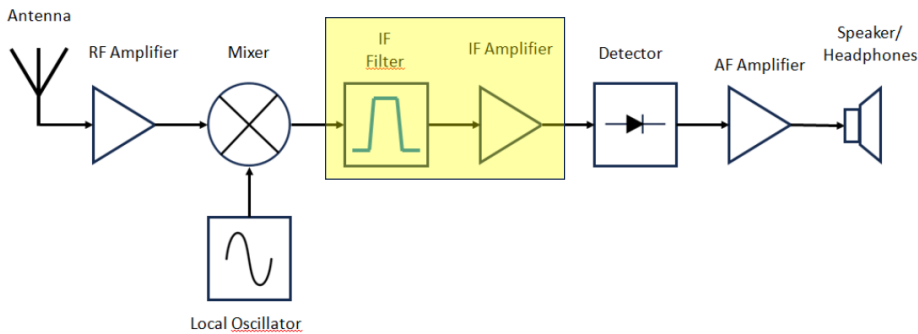 Antenna
RF Amplifier
Mixer
IF
Filter
IF Amplifier
Detector
AF Amplifier
Speaker/
Headphones
Local Oscillator